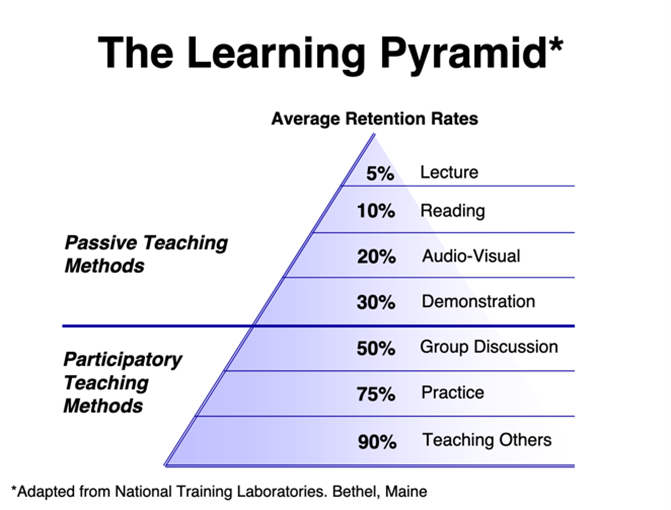 The Learning Pyramid*
Average Retention Rates
5% Lecture
10% Reading
Passive Teaching
Methods
20% Audio-Visual
30% Demonstration
50% Group Discussion
Participatory
Teaching
Methods
75% Practice
90% Teaching Others
*Adapted from National Training Laboratories. Bethel, Maine